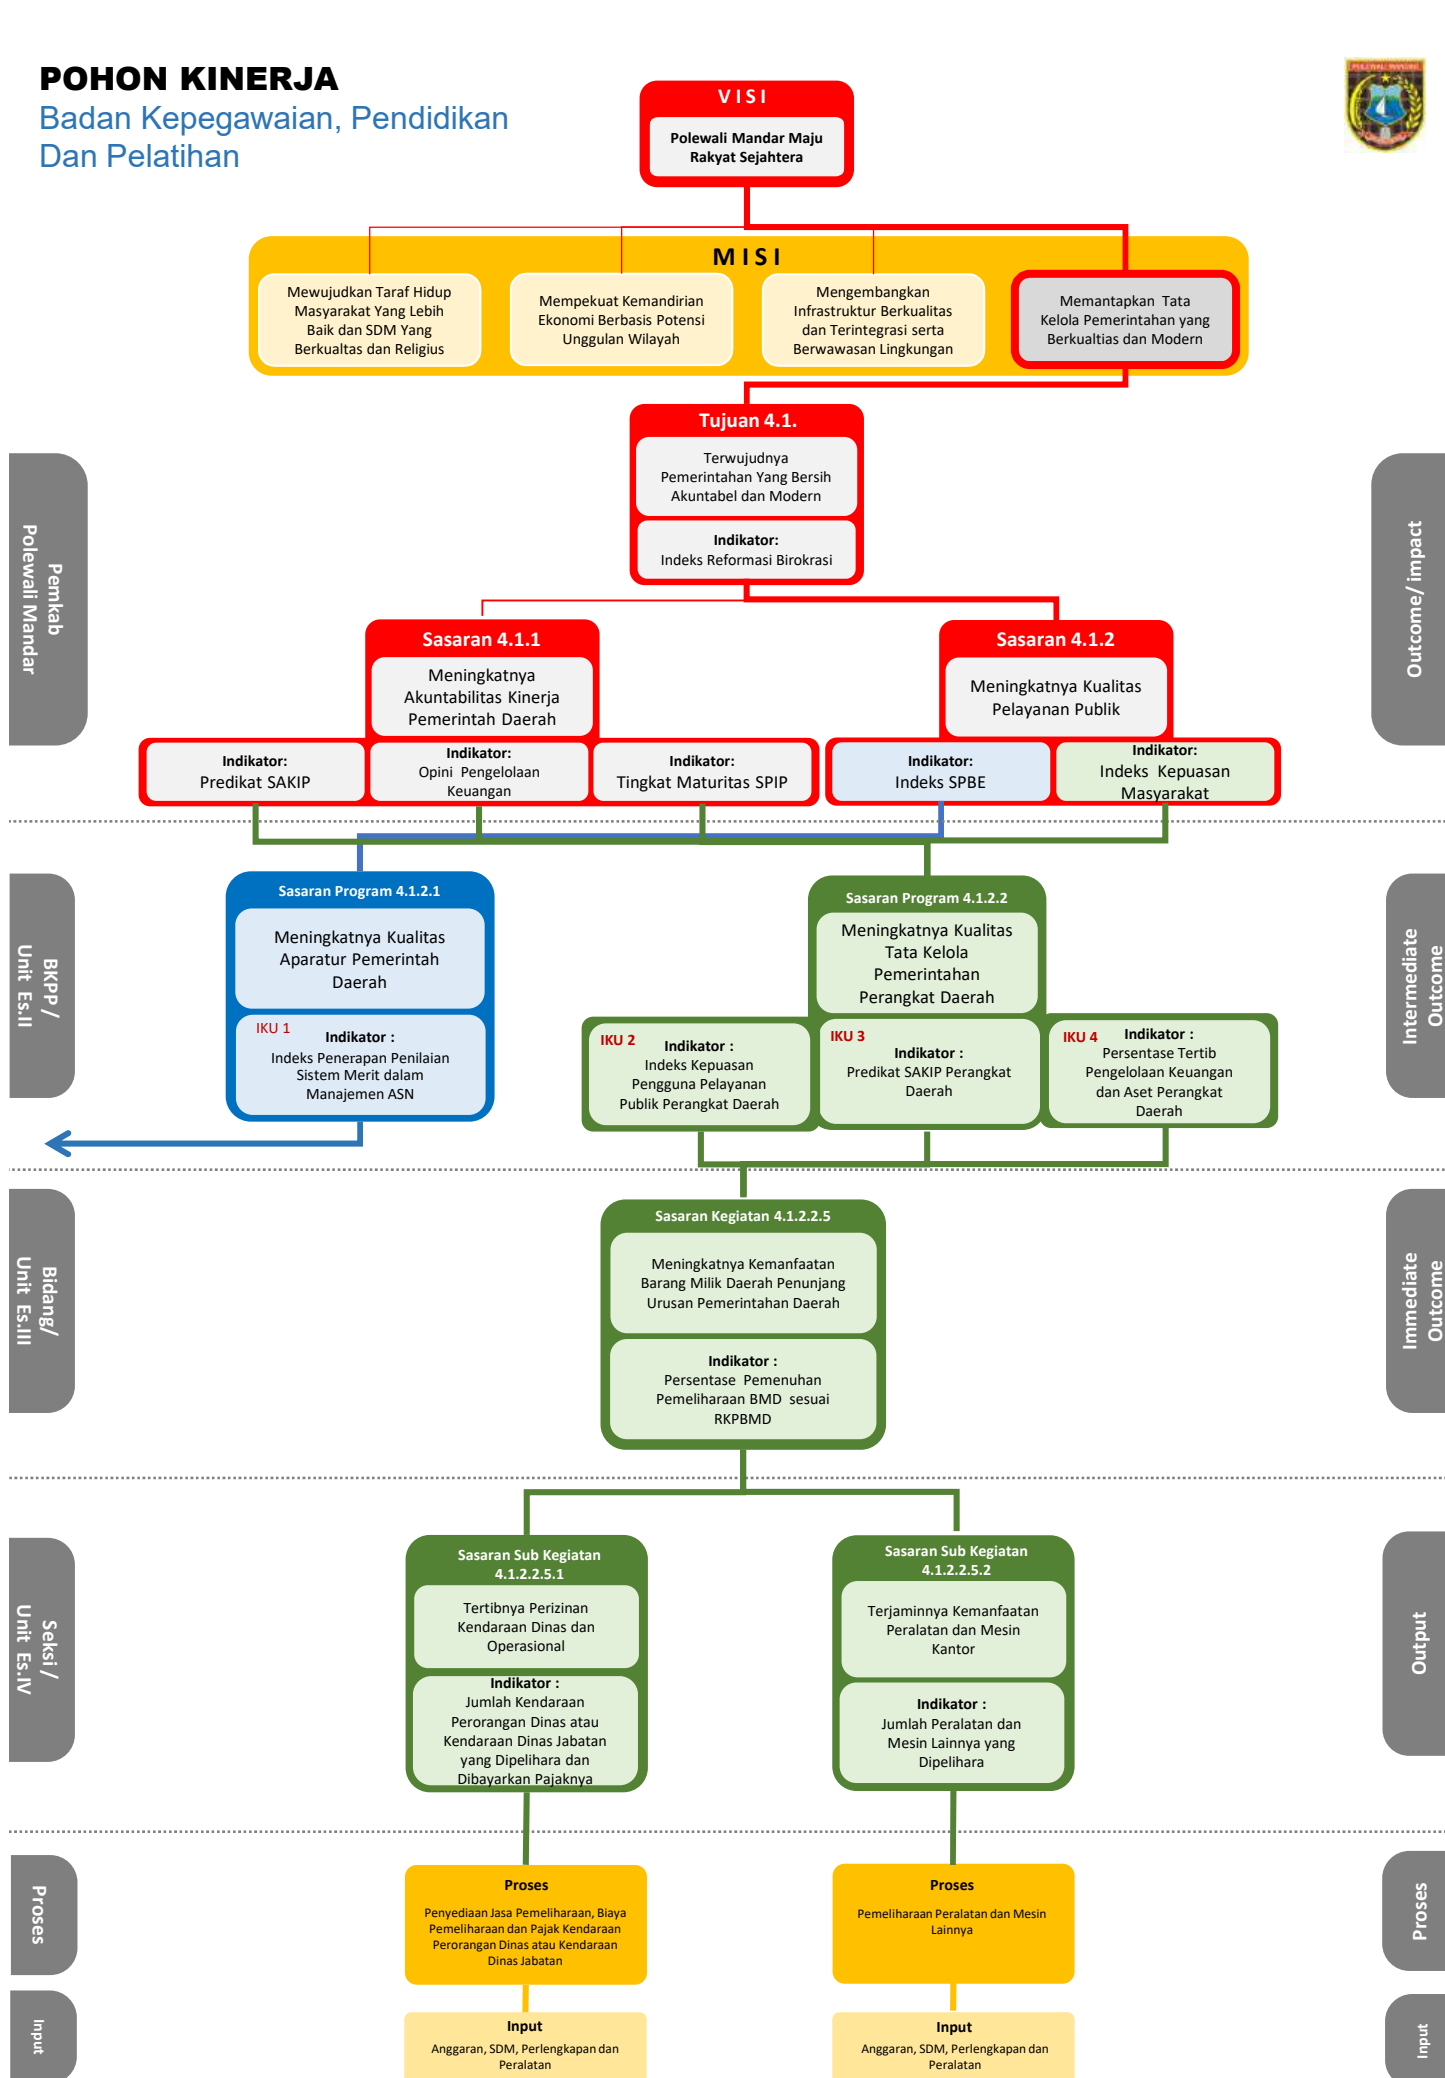 POHON KINERJA
Badan Kepegawaian, Pendidikan
Dan Pelatihan
POLEWALI MANDAR
V I S I
Polewali Mandar Maju
Rakyat Sejahtera
M I S I
Mewujudkan Taraf Hidup
Masyarakat Yang Lebih
Baik dan SDM Yang
Berkualtas dan Religius
Mempekuat Kemandirian
Ekonomi Berbasis Potensi
Unggulan Wilayah
Mengembangkan
Infrastruktur Berkualitas
dan Terintegrasi serta
Berwawasan Lingkungan
Memantapkan Tata
Kelola Pemerintahan yang
Berkualtias dan Modern
Tujuan 4.1.
Terwujudnya
Pemerintahan Yang Bersih
Akuntabel dan Modern
Indikator:
Indeks Reformasi Birokrasi
Pemkab
Polewali Mandar
Outcome/ impact
Sasaran 4.1.1
Meningkatnya
Akuntabilitas Kinerja
Pemerintah Daerah
Indikator:
Predikat SAKIP
Indikator:
Opini Pengelolaan
Keuangan
Indikator:
Tingkat Maturitas SPIP
Sasaran 4.1.2
Meningkatnya Kualitas
Pelayanan Publik
Indikator:
Indeks SPBE
Indikator:
Indeks Kepuasan
Masyarakat
BKPP /
Unit Es.II
Intermediate
Outcome
Sasaran Program 4.1.2.1
Meningkatnya Kualitas
Aparatur Pemerintah
Daerah
IKU 1
Indikator :
Indeks Penerapan Penilaian
Sistem Merit dalam
Manajemen ASN
Sasaran Program 4.1.2.2
Meningkatnya Kualitas
Tata Kelola
Pemerintahan
Perangkat Daerah
IKU 2
Indikator :
Indeks Kepuasan
Pengguna Pelayanan
Publik Perangkat Daerah
IKU 3
Indikator :
Predikat SAKIP Perangkat
Daerah
IKU 4
Indikator :
Persentase Tertib
Pengelolaan Keuangan
dan Aset Perangkat
Daerah
Bidang/
Unit Es.III
Immediate
Outcome
Sasaran Kegiatan 4.1.2.2.5
Meningkatnya Kemanfaatan
Barang Milik Daerah Penunjang
Urusan Pemerintahan Daerah
Indikator :
Persentase Pemenuhan
Pemeliharaan BMD sesuai
RKPBMD
Seksi /
Unit Es.IV
Output
Sasaran Sub Kegiatan
4.1.2.2.5.1
Tertibnya Perizinan
Kendaraan Dinas dan
Operasional
Indikator :
Jumlah Kendaraan
Perorangan Dinas atau
Kendaraan Dinas Jabatan
yang Dipelihara dan
Dibayarkan Pajaknya
Sasaran Sub Kegiatan
4.1.2.2.5.2
Terjaminnya Kemanfaatan
Peralatan dan Mesin
Kantor
Indikator :
Jumlah Peralatan dan
Mesin Lainnya yang
Dipelihara
Proses
Proses
Proses
Penyediaan Jasa Pemeliharaan, Biaya
Pemeliharaan dan Pajak Kendaraan
Perorangan Dinas atau Kendaraan
Dinas Jabatan
Proses
Pemeliharaan Peralatan dan Mesin
Lainnya
Input
Input
Input
Anggaran, SDM, Perlengkapan dan
Peralatan
Input
Anggaran, SDM, Perlengkapan dan
Peralatan